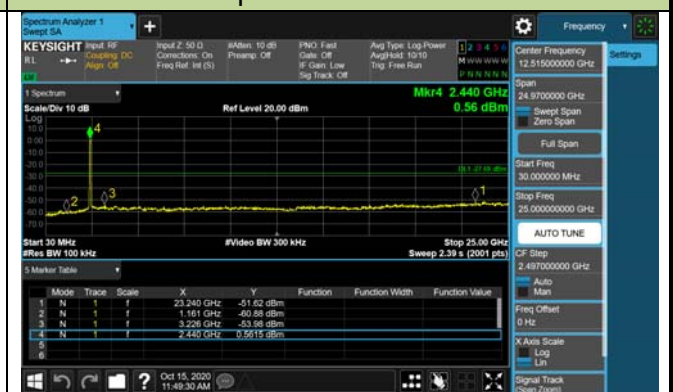 Spectrum Analyzer 1
Swept SA
+
Frequency
KEYSIGHT
RL
Input: RF
Coupling: DC
Align: Off
Input Z: 50 Ω
Corrections: On
Freq Ref: Int (S)
#Atten: 10 dB
Preamp: Off
PNO: Fast
Gate: Off
IF Gain: Low
Sig Track: Off
Avg Type: Log-Power
Avg|Hold: 10/10
Trig: Free Run
1 2 3 4 5 6
M W W W W W
P N N N N N
1 Spectrum
Mkr4 2.440 GHz
Scale/Div 10 dB
Ref Level 20.00 dBm
0.56 dBm
Log
10.0
0.00
-10.0
-20.0
-30.0
-40.0
-50.0
-60.0
-70.0
4
2
3
1
Start 30 MHz
#Video BW 300 kHz
Stop 25.00 GHz
#Res BW 100 kHz
Sweep 2.39 s (2001 pts)
5 Marker Table
Mode Trace Scale X Y Function Function Width Function Value
1 N 1 f 23.240 GHz -51.62 dBm
2 N 1 f 1.161 GHz -60.88 dBm
3 N 1 f 3.226 GHz -53.98 dBm
4 N 1 f 2.440 GHz 0.5615 dBm
5
6
Oct 15, 2020
11:49:30 AM
Center Frequency
12.515000000 GHz
Settings
Span
24.9700000 GHz
Swept Span
Zero Span
Full Span
Start Freq
30.000000 MHz
Stop Freq
25.000000000 GHz
AUTO TUNE
CF Step
2.497000000 GHz
Auto
Man
Freq Offset
0 Hz
X Axis Scale
Log
Lin
Signal Track
(Span Zoom)